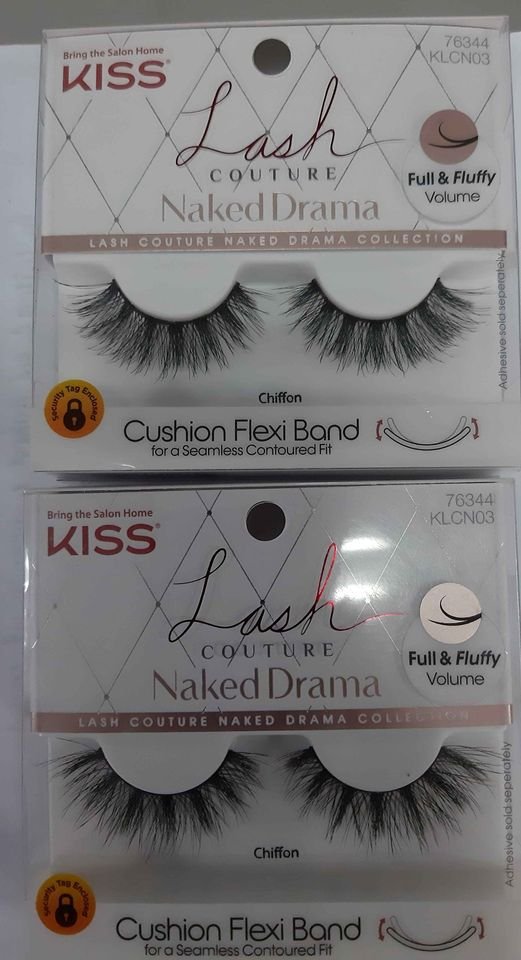 Bring the Salon Home
KISS®
76344
KLCN03
Lash
COUTURE
Naked Drama
Full & Fluffy
Volume
LASH COUTURE NAKED DRAMA COLLECTION
Adhesive sold seperately.
Chiffon
Security Tag Enclosed
Cushion Flexi Band
for a Seamless Contoured Fit
Bring the Salon Home
KISS®
76344
KLCN03
Lash
COUTURE
Naked Drama
Full & Fluffy
Volume
LASH COUTURE NAKED DRAMA COLLECTION
Adhesive sold seperately
Chiffon
Security Tag Enclosed
Cushion Flexi Band
for a Seamless Contoured Fit